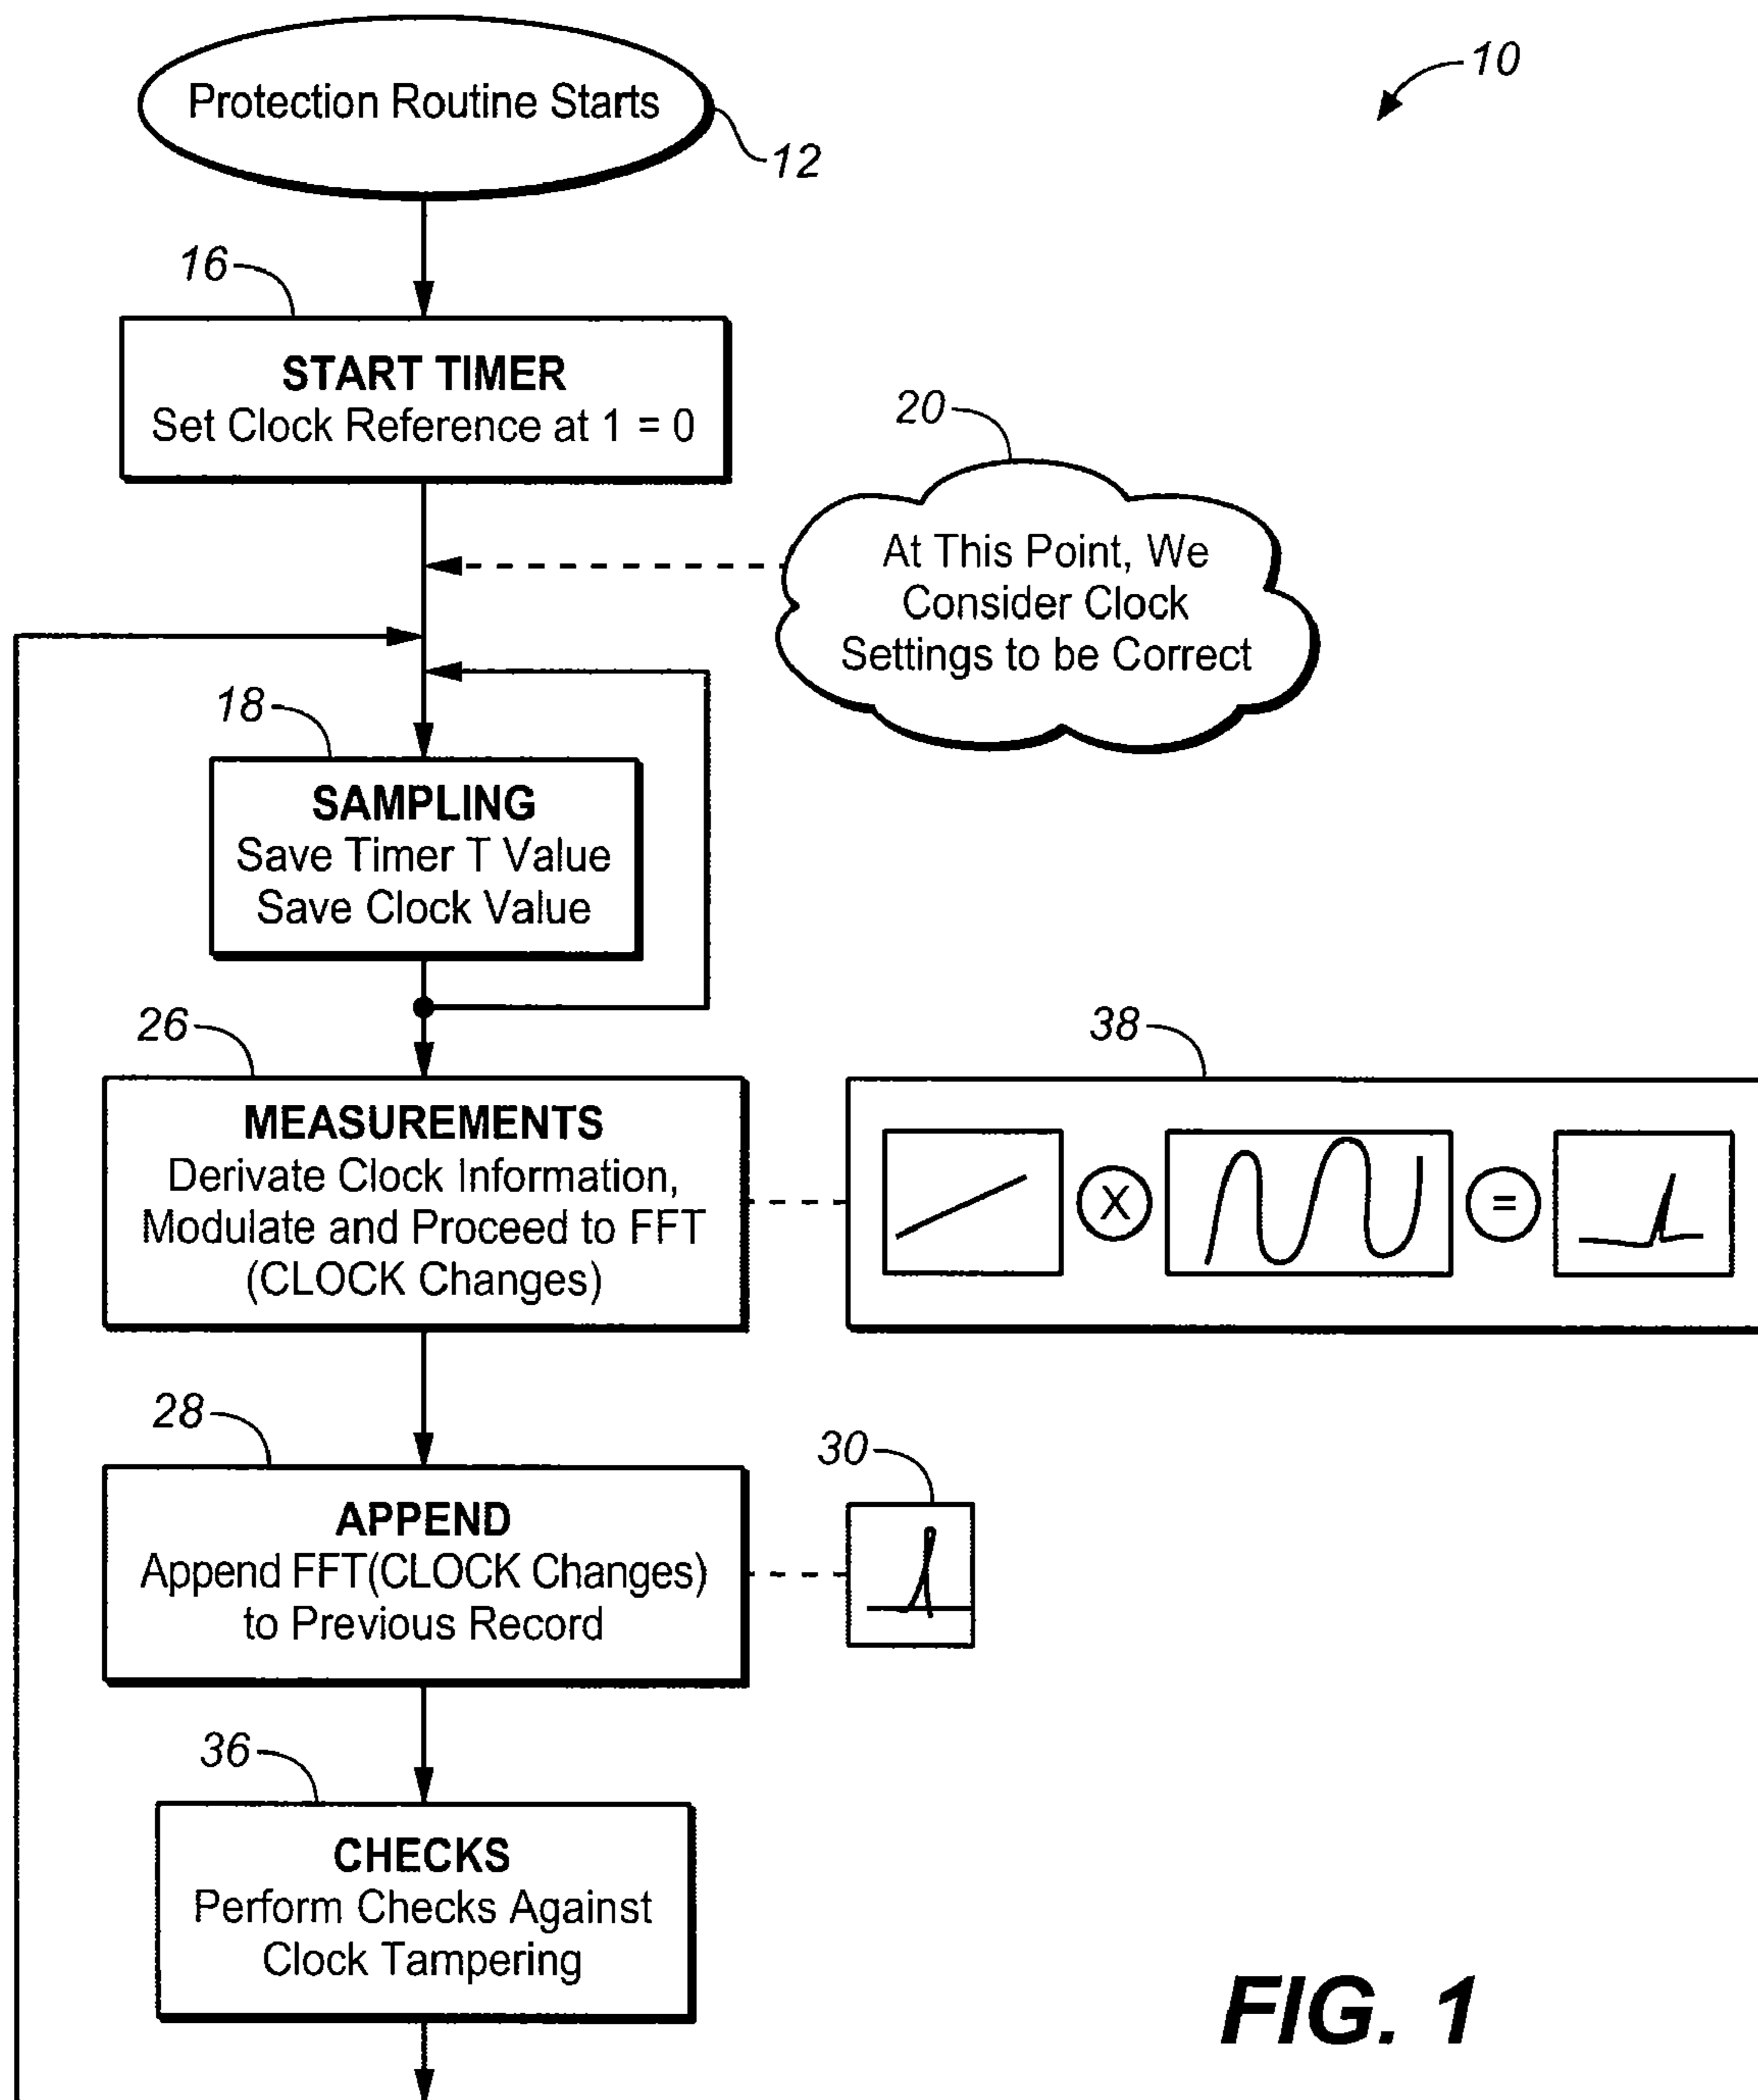 10
Protection Routine Starts
12
16
START TIMER
Set Clock Reference at 1 = 0
20
At This Point, We
Consider Clock
Settings to be Correct
18
SAMPLING
Save Timer T Value
Save Clock Value
26
MEASUREMENTS
Derivate Clock Information,
Modulate and Proceed to FFT
(CLOCK Changes)
38
X
=
28
APPEND
Append FFT(CLOCK Changes)
to Previous Record
30
36
CHECKS
Perform Checks Against
Clock Tampering
FIG. 1